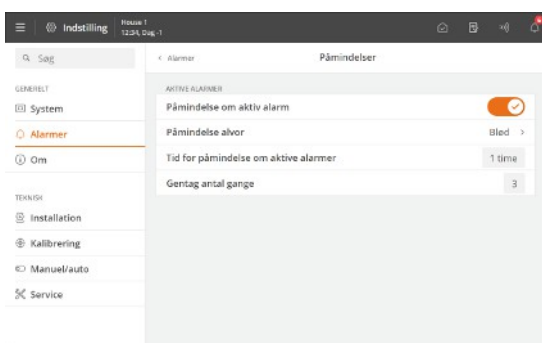 Indstilling
House 1
12:34, Dag -1
Søg
GENERELT
System
Alarmer
Om
TEKNISK
Installation
Kalibrering
Manuel/auto
Service
< Alarmer
Påmindelser
AKTIVE ALARMER
Påmindelse om aktiv alarm
Påmindelse alvor Blød >
Tid for påmindelse om aktive alarmer 1 time
Gentag antal gange 3